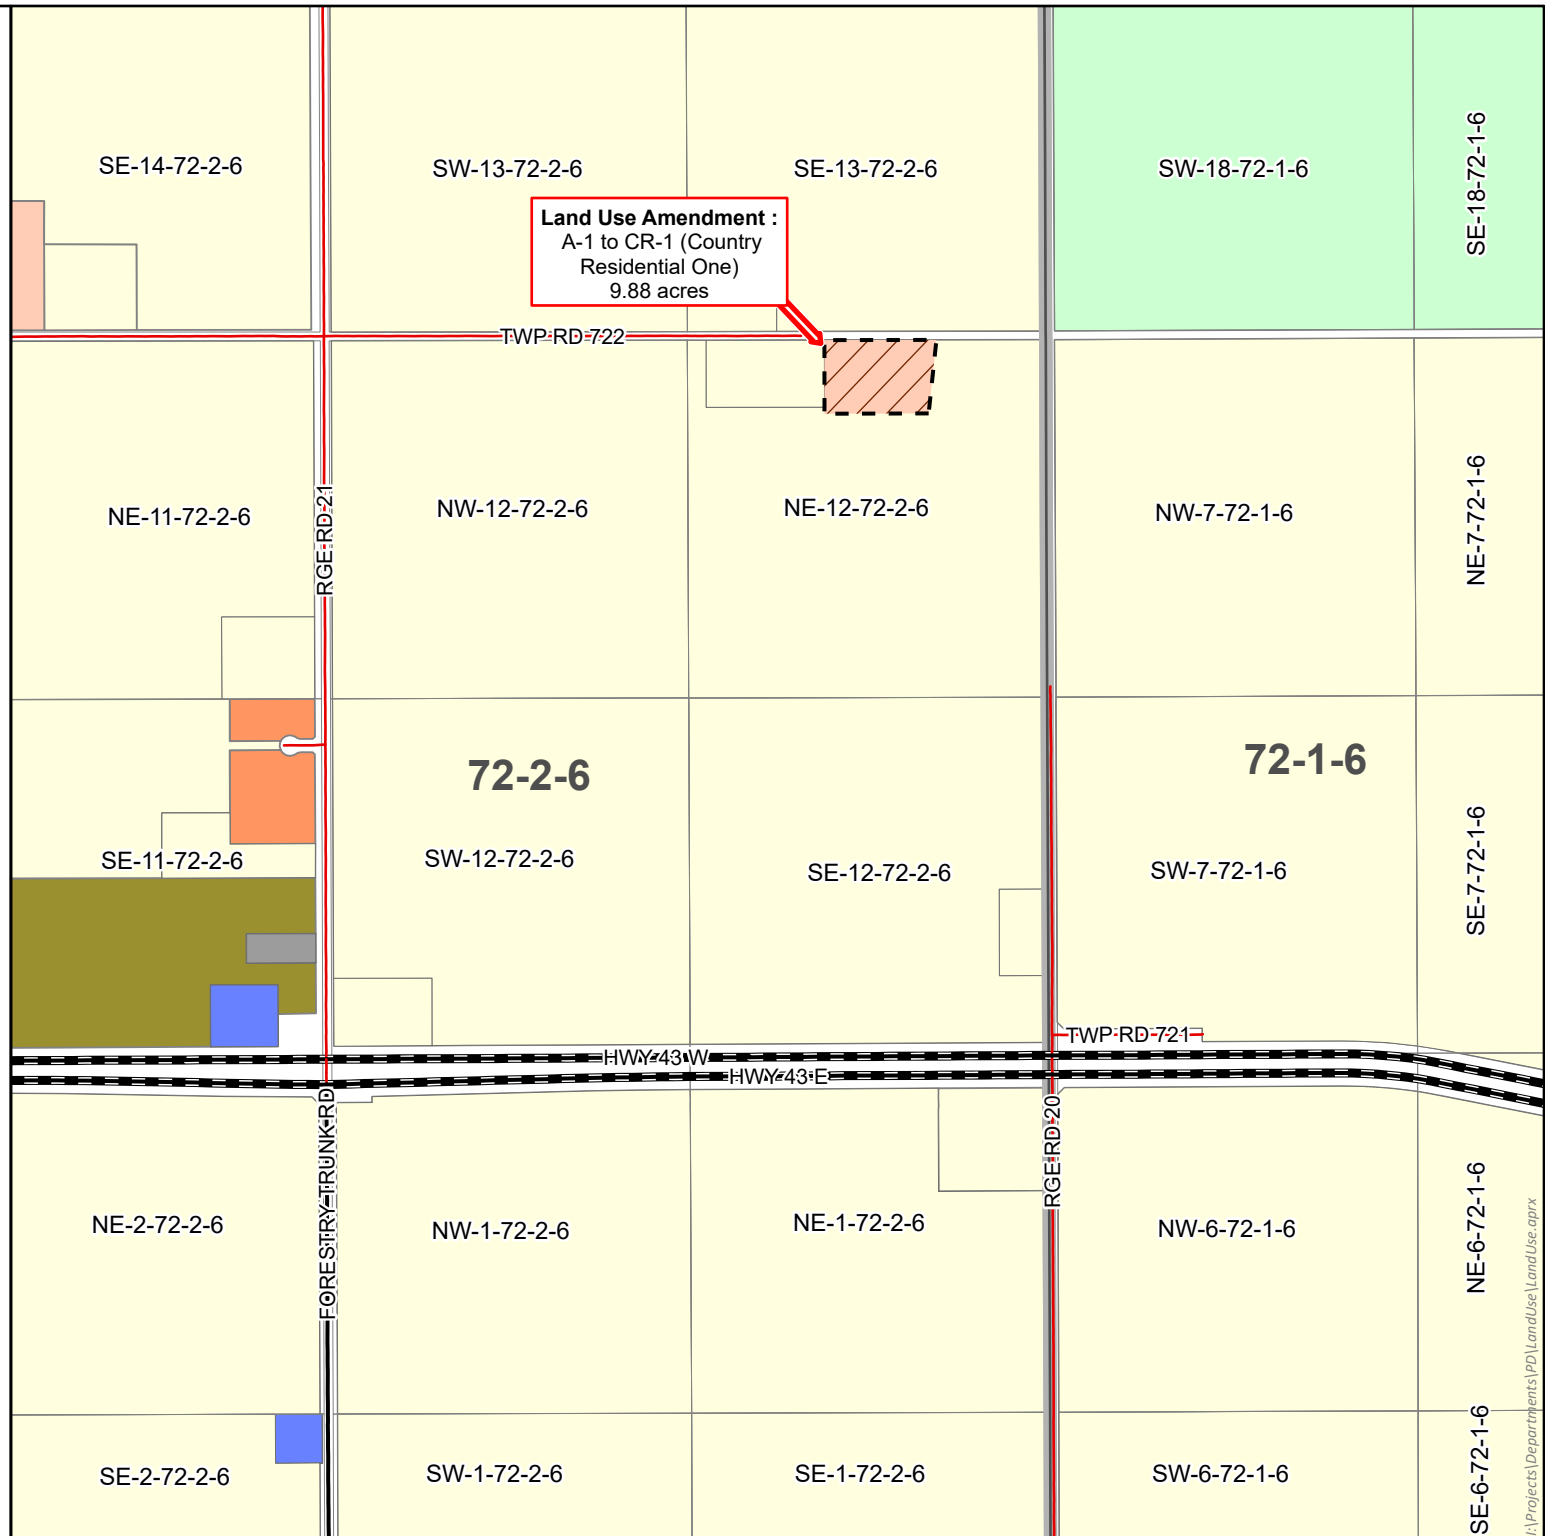 SE-14-72-2-6
SW-13-72-2-6
SE-13-72-2-6
SW-18-72-1-6
SE-18-72-1-6
Land Use Amendment :
A-1 to CR-1 (Country
Residential One)
9.88 acres
TWP RD 722
RGE RD 21
NE-11-72-2-6
NW-12-72-2-6
NE-12-72-2-6
NW-7-72-1-6
NE-7-72-1-6
72-2-6
72-1-6
SE-11-72-2-6
SW-12-72-2-6
SE-12-72-2-6
SW-7-72-1-6
SE-7-72-1-6
TWP RD 721
HWY 43 W
HWY 43 E
FORESTRY TRUNK RD
RGE RD 20
NE-2-72-2-6
NW-1-72-2-6
NE-1-72-2-6
NW-6-72-1-6
NE-6-72-1-6
SE-2-72-2-6
SW-1-72-2-6
SE-1-72-2-6
SW-6-72-1-6
SE-6-72-1-6
I:\Projects\Departments\PD\LandUse\LandUse.aprx